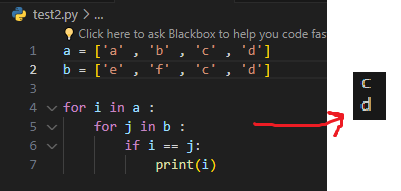 test2.py > ...
Click here to ask Blackbox to help you code fas
1 a = ['a' , 'b' , 'c' , 'd']
2 b = ['e' , 'f' , 'c' , 'd']
3
4 for i in a :
5     for j in b :
6         if i == j:
7             print(i)
c
d